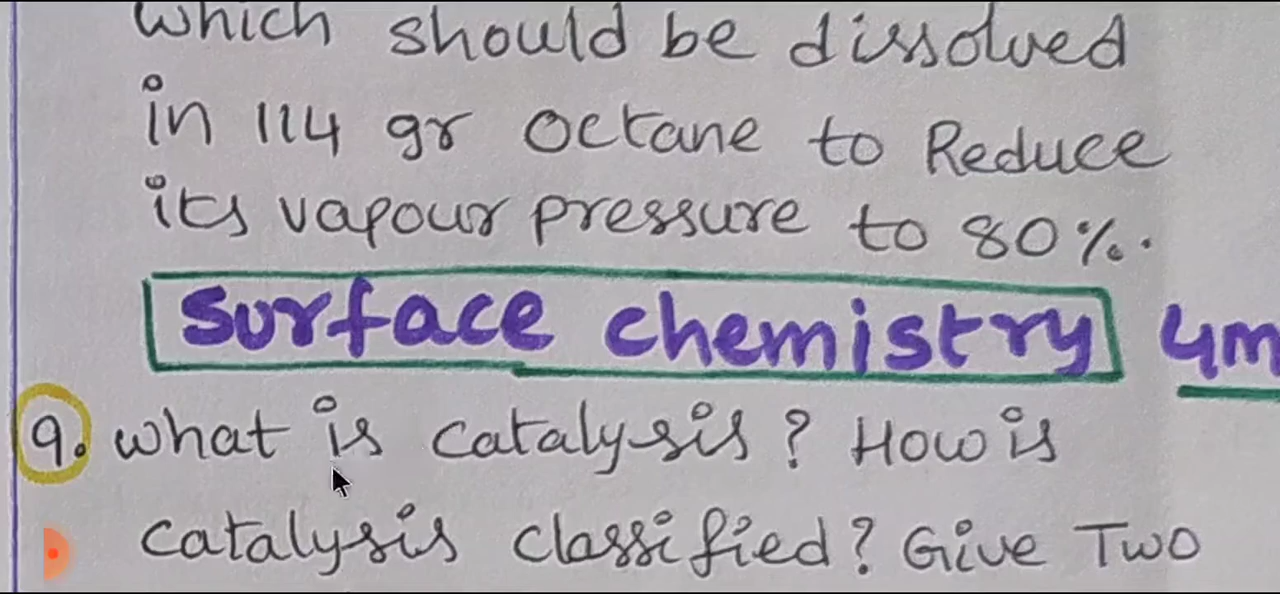 which should be dissolved
in 114 gr octane to Reduce
its vapour pressure to 80%.
Surface chemistry 4m
9. what is catalysis? How is
catalysis classified? Give Two